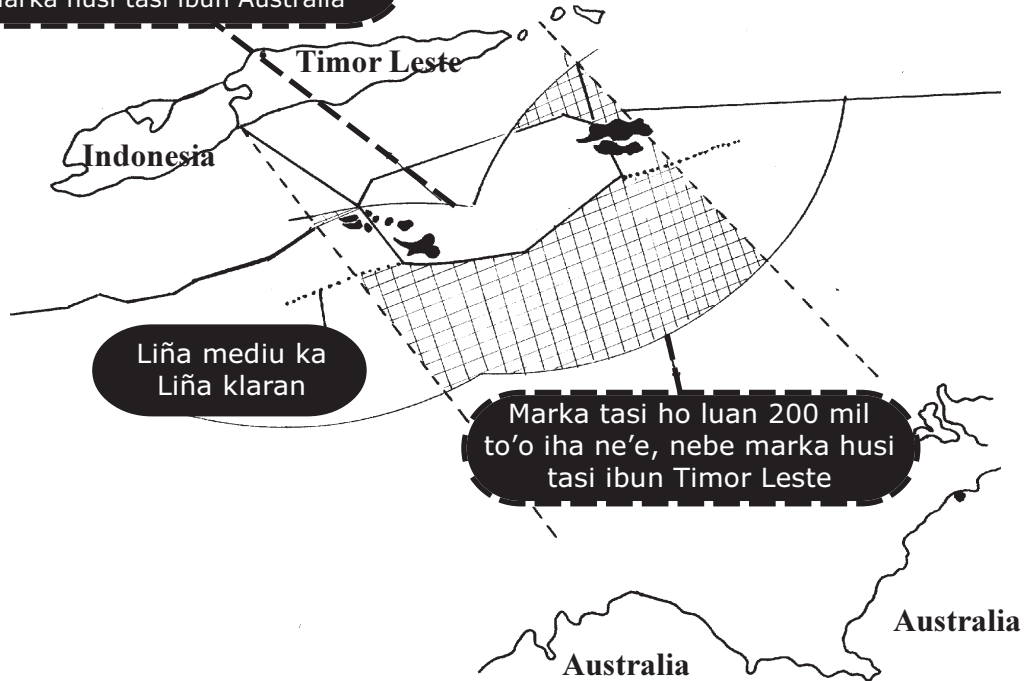 marka husi tasi ibun Australia
Timor Leste
Indonesia
Liña mediu ka
Liña klaran
Marka tasi ho luan 200 mil
to’o iha ne’e, nebe marka husi
tasi ibun Timor Leste
Australia
Australia